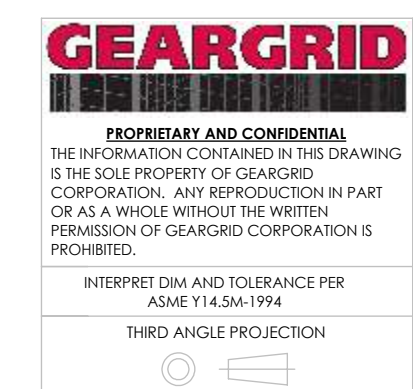 GEARGRID
PROPRIETARY AND CONFIDENTIAL
THE INFORMATION CONTAINED IN THIS DRAWING
IS THE SOLE PROPERTY OF GEARGRID
CORPORATION. ANY REPRODUCTION IN PART
OR AS A WHOLE WITHOUT THE WRITTEN
PERMISSION OF GEARGRID CORPORATION IS
PROHIBITED.
INTERPRET DIM AND TOLERANCE PER
ASME Y14.5M-1994
THIRD ANGLE PROJECTION